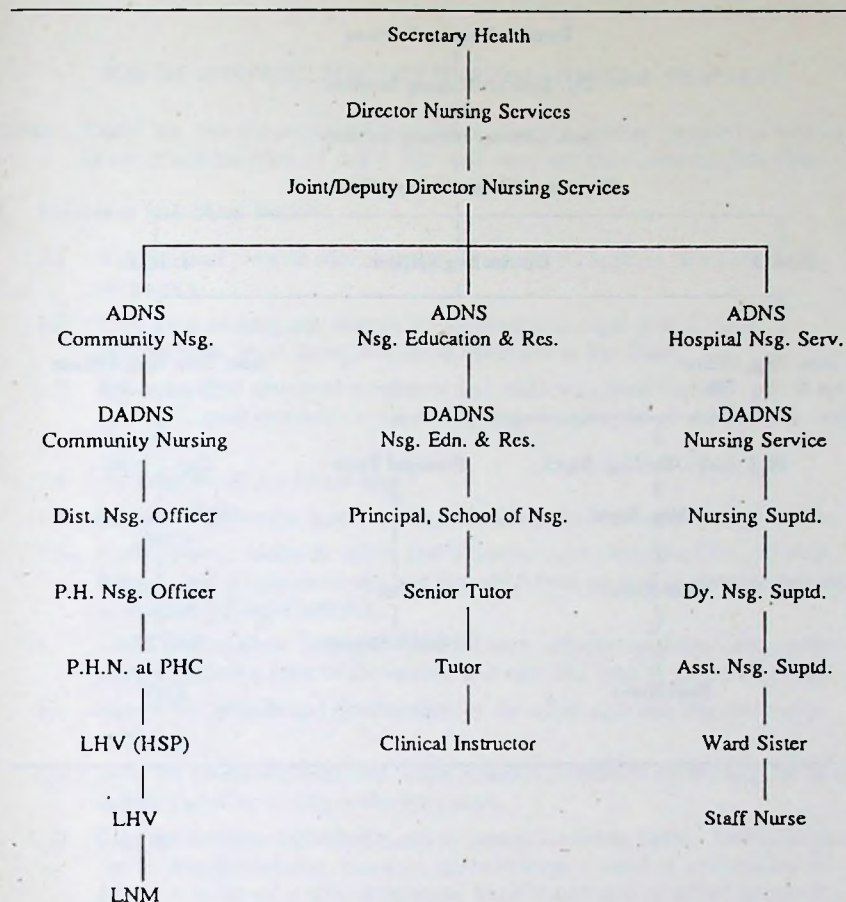 Secretary Health
Director Nursing Services
Joint/Deputy Director Nursing Services
ADNS
Community Nsg.
DADNS
Community Nursing
Dist. Nsg. Officer
P.H. Nsg. Officer
P.H.N. at PHC
LHV (HSP)
LHV
LNM
ADNS
Nsg. Education & Res.
DADNS
Nsg. Edn. & Res.
Principal, School of Nsg.
Senior Tutor
Tutor
Clinical Instructor
ADNS
Hospital Nsg. Serv.
DADNS
Nursing Service
Nursing Suptd.
Dy. Nsg. Suptd.
Asst. Nsg. Suptd.
Ward Sister
Staff Nurse